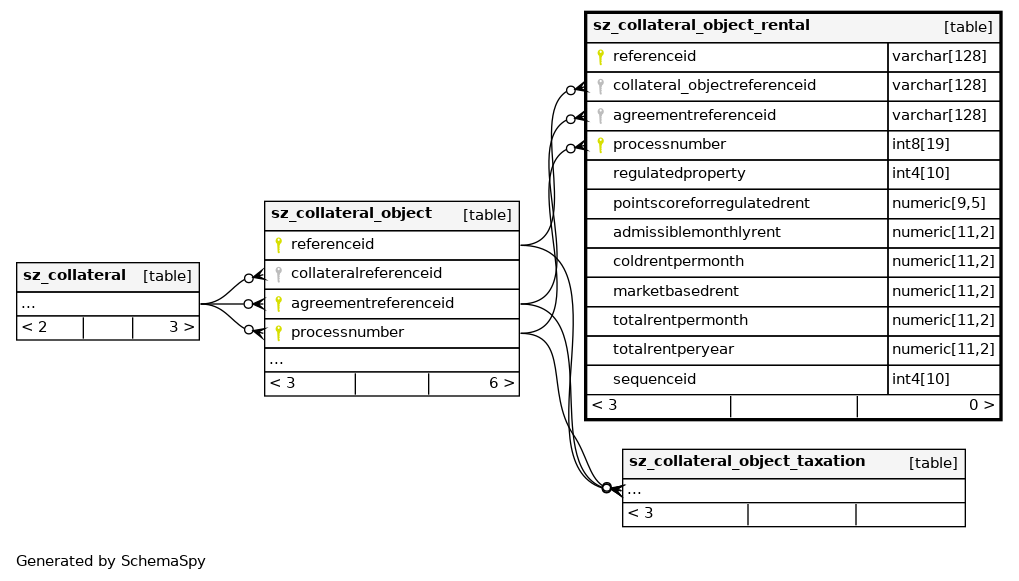 sz_collateral [table]
...
< 2 3 >
sz_collateral_object [table]
referenceid
collateralreferenceid
agreementreferenceid
processnumber
...
< 3 6 >
sz_collateral_object_rental [table]
referenceid varchar[128]
collateral_objectreferenceid varchar[128]
agreementreferenceid varchar[128]
processnumber int8[19]
regulatedproperty int4[10]
pointscoreforregulatedrent numeric[9,5]
admissiblemonthlyrent numeric[11,2]
coldrentpermonth numeric[11,2]
marketbasedrent numeric[11,2]
totalrentpermonth numeric[11,2]
totalrentperyear numeric[11,2]
sequenceid int4[10]
< 3 0 >
sz_collateral_object_taxation [table]
...
< 3
Generated by SchemaSpy